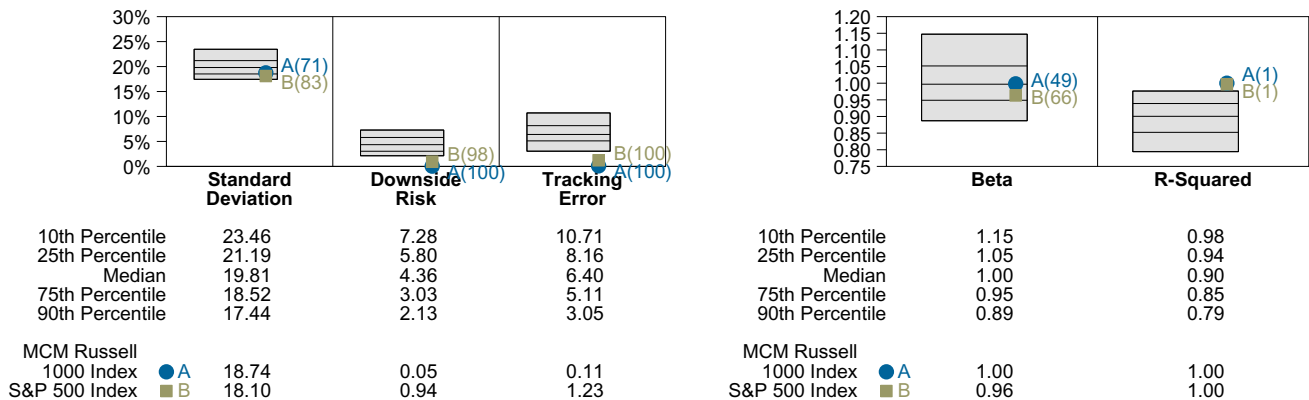 30%
25%
20%
15%
10%
5%
0%
A(71)
B(83)
B(98)
A(100)
B(100)
A(100)
Standard
Deviation
Downside
Risk
Tracking
Error
10th Percentile 23.46 7.28 10.71
25th Percentile 21.19 5.80 8.16
Median 19.81 4.36 6.40
75th Percentile 18.52 3.03 5.11
90th Percentile 17.44 2.13 3.05
MCM Russell
1000 Index A 18.74 0.05 0.11
S&P 500 Index B 18.10 0.94 1.23
1.20
1.15
1.10
1.05
1.00
0.95
0.90
0.85
0.80
0.75
A(49)
B(66)
A(1)
B(1)
Beta R-Squared
10th Percentile 1.15 0.98
25th Percentile 1.05 0.94
Median 1.00 0.90
75th Percentile 0.95 0.85
90th Percentile 0.89 0.79
MCM Russell
1000 Index A 1.00 1.00
S&P 500 Index B 0.96 1.00